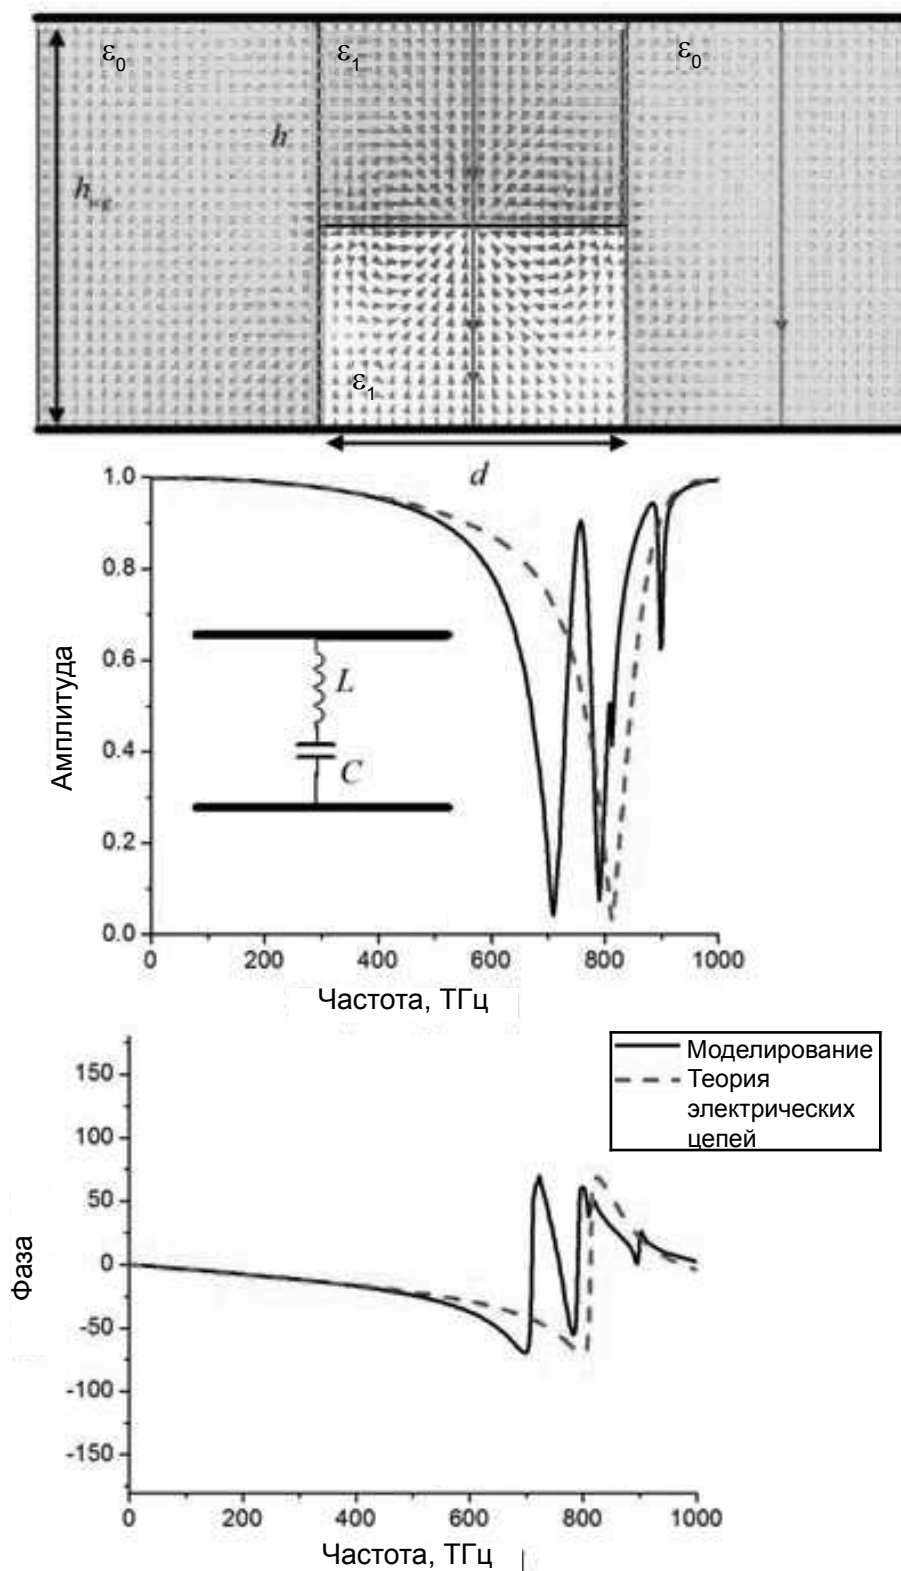 ε0 ε1 ε0
h
hwg
ε1
d
1.0
0.8
0.6
0.4
0.2
0.0
Амплитуда
L
C
0 200 400 600 800 1000
Частота, ТГц
Моделирование
Теория
электрических
цепей
150
100
50
0
-50
-100
-150
Фаза
0 200 400 600 800 1000
Частота, ТГц